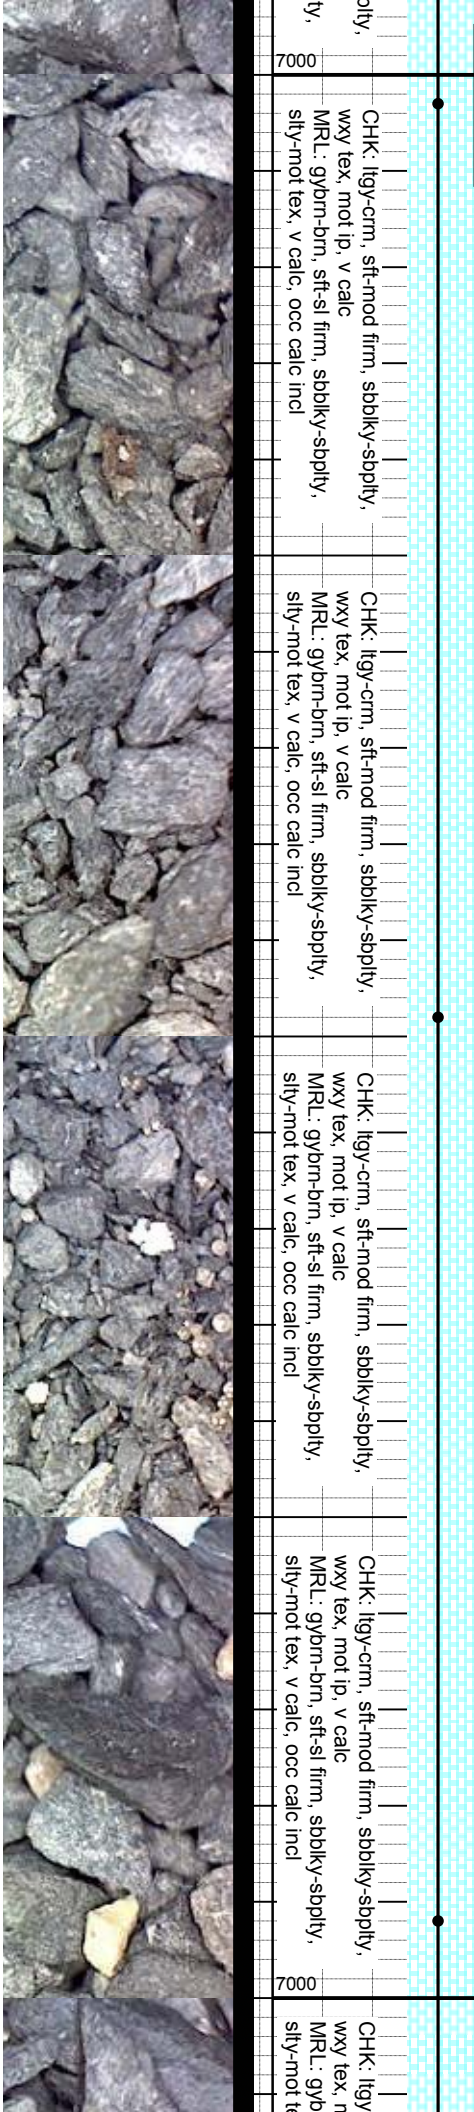 sbplty,
ty,
7000
CHK: ltgy-crm, sft-mod firm, sbblky-sbplty,
wxy tex, mot ip, v calc
MRL: gybrn-brn, sft-sl firm, sbblky-sbplty,
slty-mot tex, v calc, occ calc incl
CHK: ltgy-crm, sft-mod firm, sbblky-sbplty,
wxy tex, mot ip, v calc
MRL: gybrn-brn, sft-sl firm, sbblky-sbplty,
slty-mot tex, v calc, occ calc incl
CHK: ltgy-crm, sft-mod firm, sbblky-sbplty,
wxy tex, mot ip, v calc
MRL: gybrn-brn, sft-sl firm, sbblky-sbplty,
slty-mot tex, v calc, occ calc incl
CHK: ltgy-crm, sft-mod firm, sbblky-sbplty,
wxy tex, mot ip, v calc
MRL: gybrn-brn, sft-sl firm, sbblky-sbplty,
slty-mot tex, v calc, occ calc incl
7000
CHK: ltgy
wxy tex, m
MRL: gyb
slty-mot te